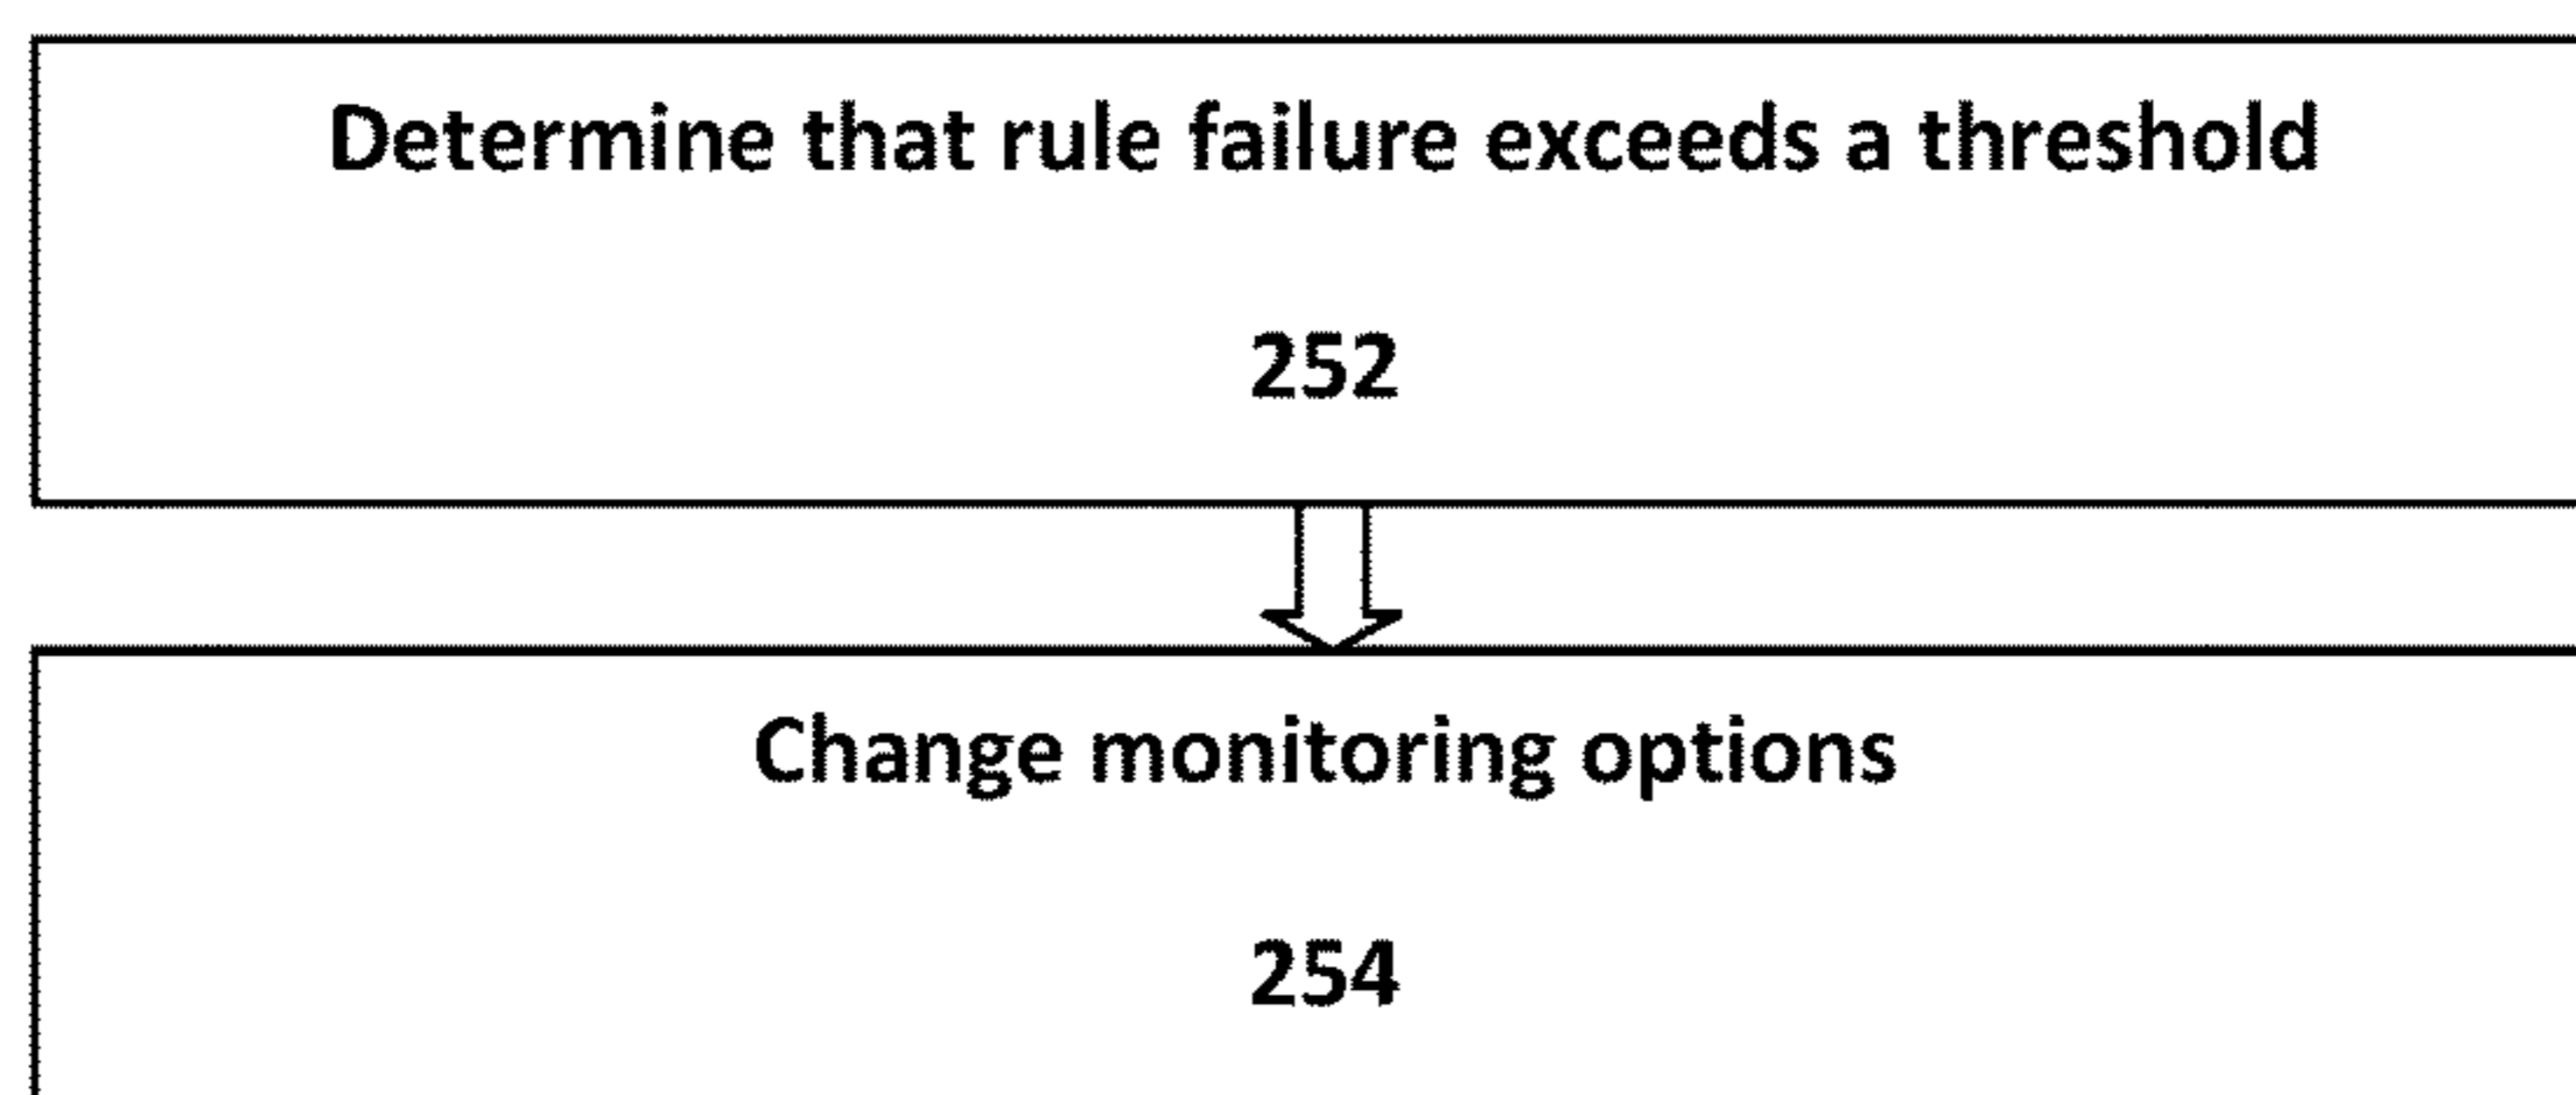 Determine that rule failure exceeds a threshold
252
Change monitoring options
254